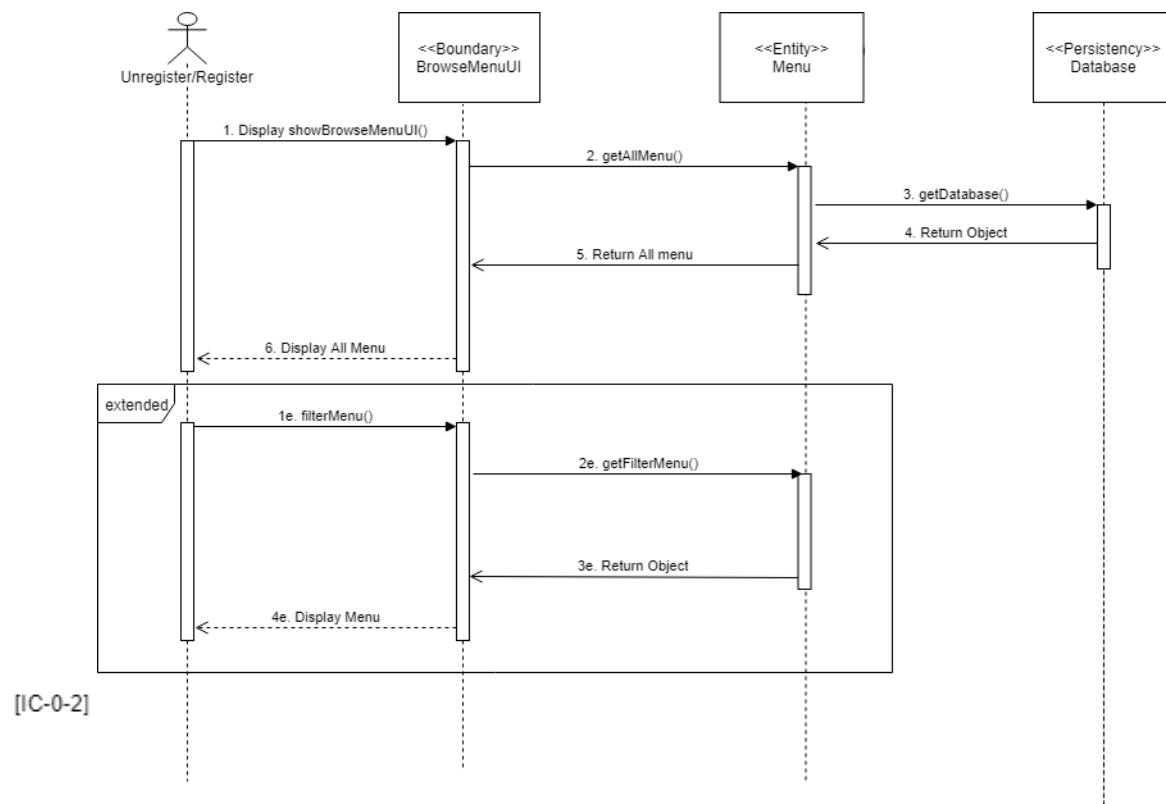 Unregister/Register
<<Boundary>>
BrowseMenuUI
<<Entity>>
Menu
<<Persistency>>
Database
1. Display showBrowseMenuUI()
2. getAllMenu()
3. getDatabase()
4. Return Object
5. Return All menu
6. Display All Menu
extended
1e. filterMenu()
2e. getFilterMenu()
3e. Return Object
4e. Display Menu
[IC-0-2]